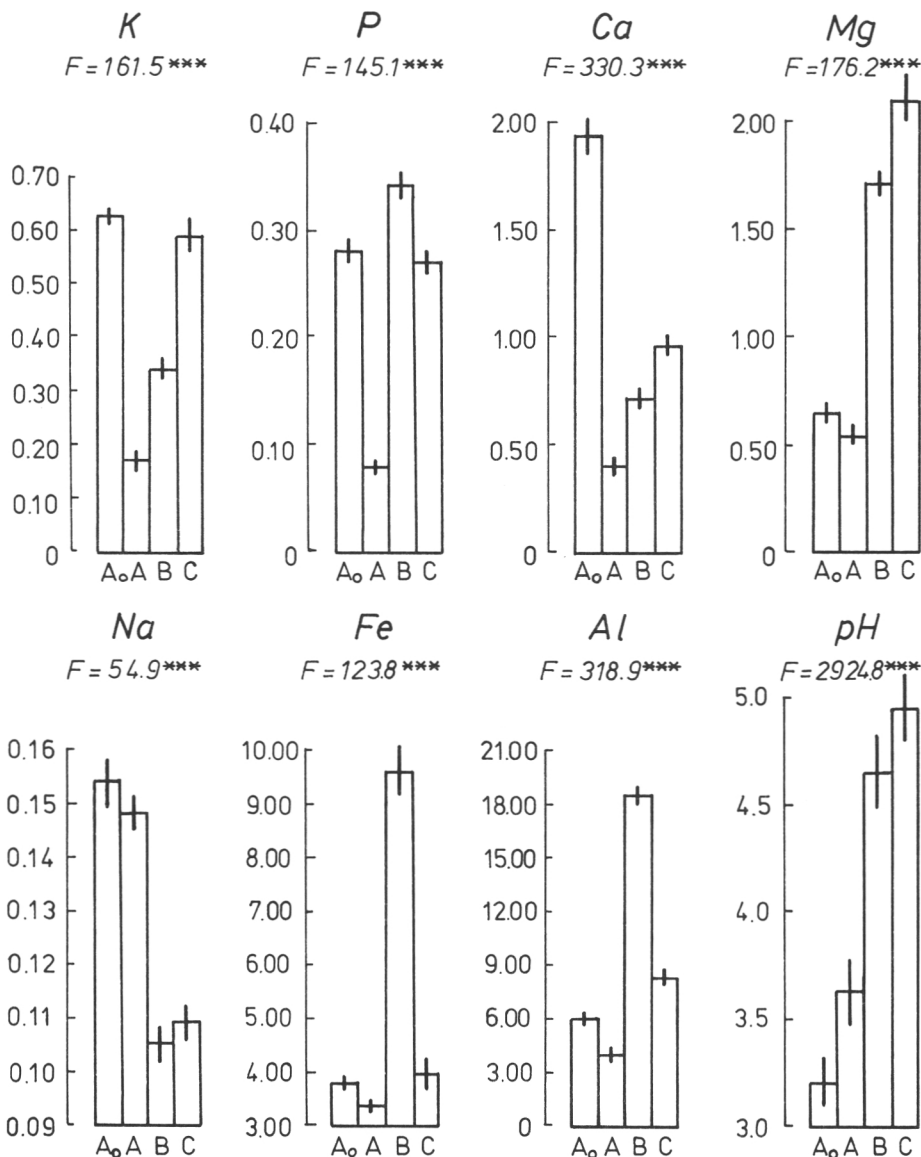 K
F = 161.5***
0.70
0.60
0.50
0.40
0.30
0.20
0.10
0
A₀ A B C
P
F = 145.1***
0.40
0.30
0.20
0.10
0
A₀ A B C
Ca
F = 330.3***
2.00
1.50
1.00
0.50
0
A₀ A B C
Mg
F = 176.2***
2.00
1.50
1.00
0.50
0
A₀ A B C
Na
F = 54.9***
0.16
0.15
0.14
0.13
0.12
0.11
0.10
0.09
A₀ A B C
Fe
F = 123.8***
10.00
9.00
8.00
7.00
6.00
5.00
4.00
3.00
A₀ A B C
Al
F = 318.9***
21.00
18.00
15.00
12.00
9.00
6.00
3.00
0
A₀ A B C
pH
F = 2924.8***
5.0
4.5
4.0
3.5
3.0
A₀ A B C